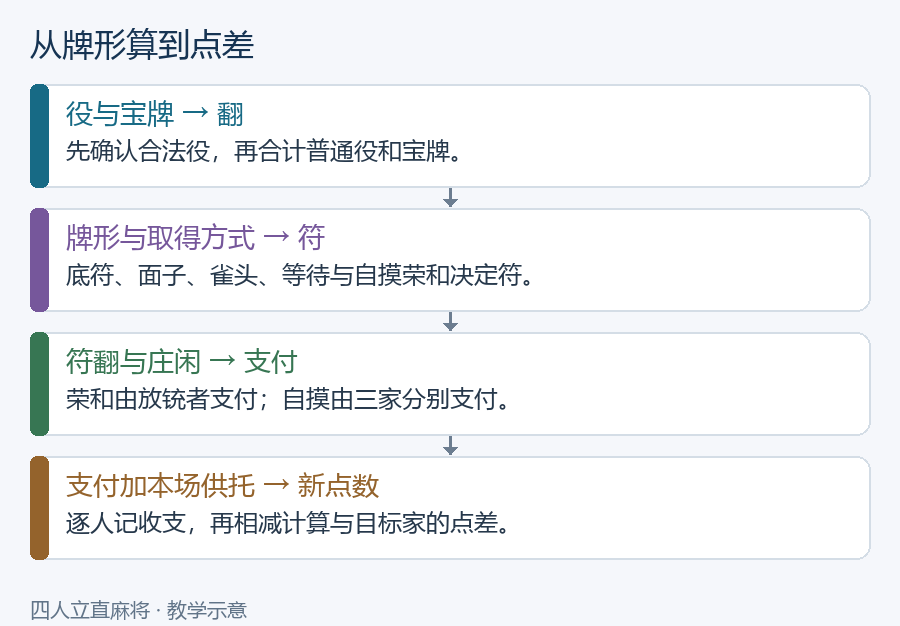 从牌形算到点差
役与宝牌 → 翻
先确认合法役，再合计普通役和宝牌。
牌形与取得方式 → 符
底符、面子、雀头、等待与自摸荣和决定符。
符翻与庄闲 → 支付
荣和由放铳者支付；自摸由三家分别支付。
支付加本场供托 → 新点数
逐人记收支，再相减计算与目标家的点差。
四人立直麻将 · 教学示意